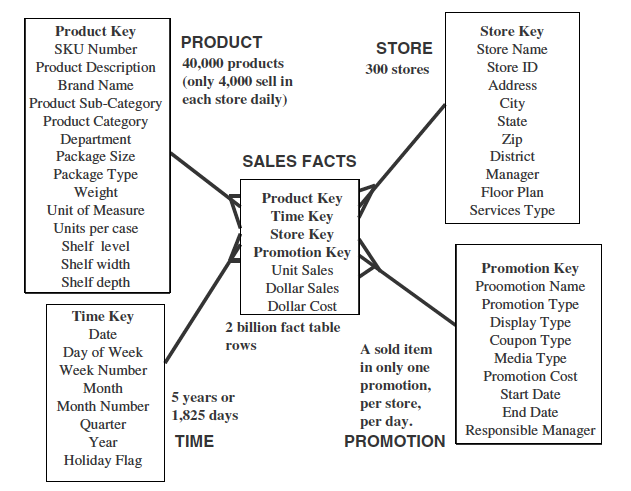 Product Key
SKU Number
Product Description
Brand Name
Product Sub-Category
Product Category
Department
Package Size
Package Type
Weight
Unit of Measure
Units per case
Shelf level
Shelf width
Shelf depth
PRODUCT
40,000 products
(only 4,000 sell in
each store daily)
STORE
300 stores
Store Key
Store Name
Store ID
Address
City
State
Zip
District
Manager
Floor Plan
Services Type
SALES FACTS
Product Key
Time Key
Store Key
Promotion Key
Unit Sales
Dollar Sales
Dollar Cost
2 billion fact table
rows
Time Key
Date
Day of Week
Week Number
Month
Month Number
Quarter
Year
Holiday Flag
5 years or
1,825 days
TIME
A sold item
in only one
promotion,
per store,
per day.
PROMOTION
Promotion Key
Proomotion Name
Promotion Type
Display Type
Coupon Type
Media Type
Promotion Cost
Start Date
End Date
Responsible Manager